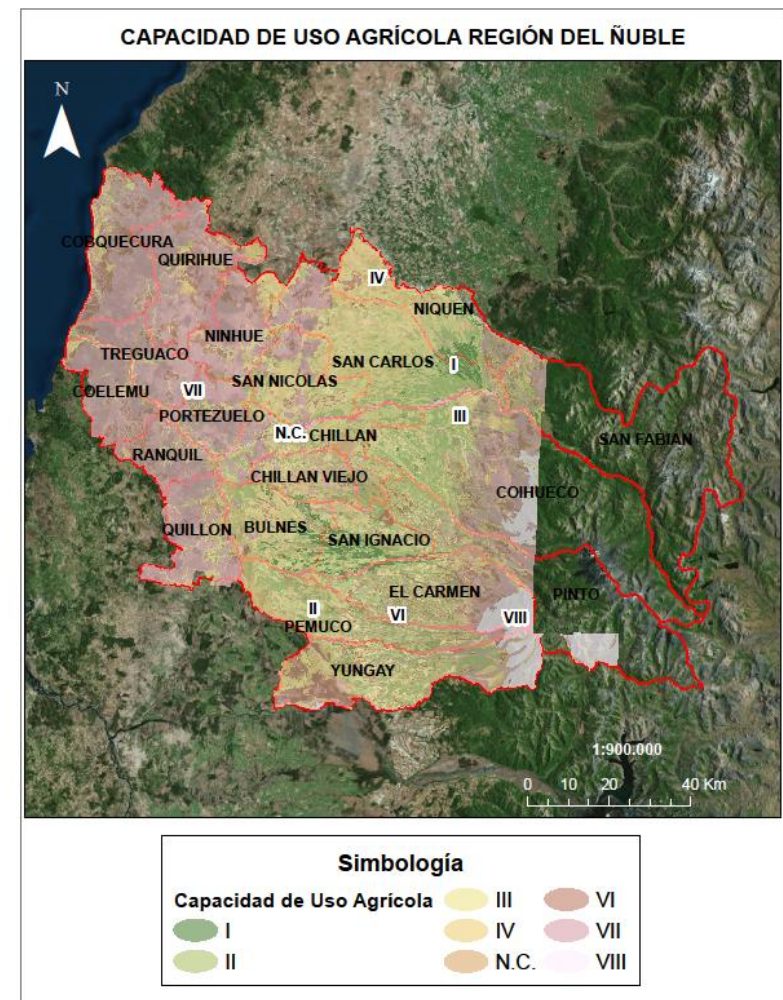 CAPACIDAD DE USO AGRÍCOLA REGIÓN DEL ÑUBLE
N
COBQUECURA
QUIRIHUE
IV
NIQUEN
NINHUE
TREGUACO
SAN CARLOS
I
SAN NICOLAS
COELEMU
VII
PORTEZUELO
III
N.C.
CHILLAN
SAN FABIAN
RANQUIL
CHILLAN VIEJO
COIHUECO
QUILLON
BULNES
SAN IGNACIO
EL CARMEN
PINTO
II
VI
VIII
PEMUCO
YUNGAY
1:900.000
0 10 20 40 Km
Simbología
Capacidad de Uso Agrícola
I
II
III
IV
N.C.
VI
VII
VIII